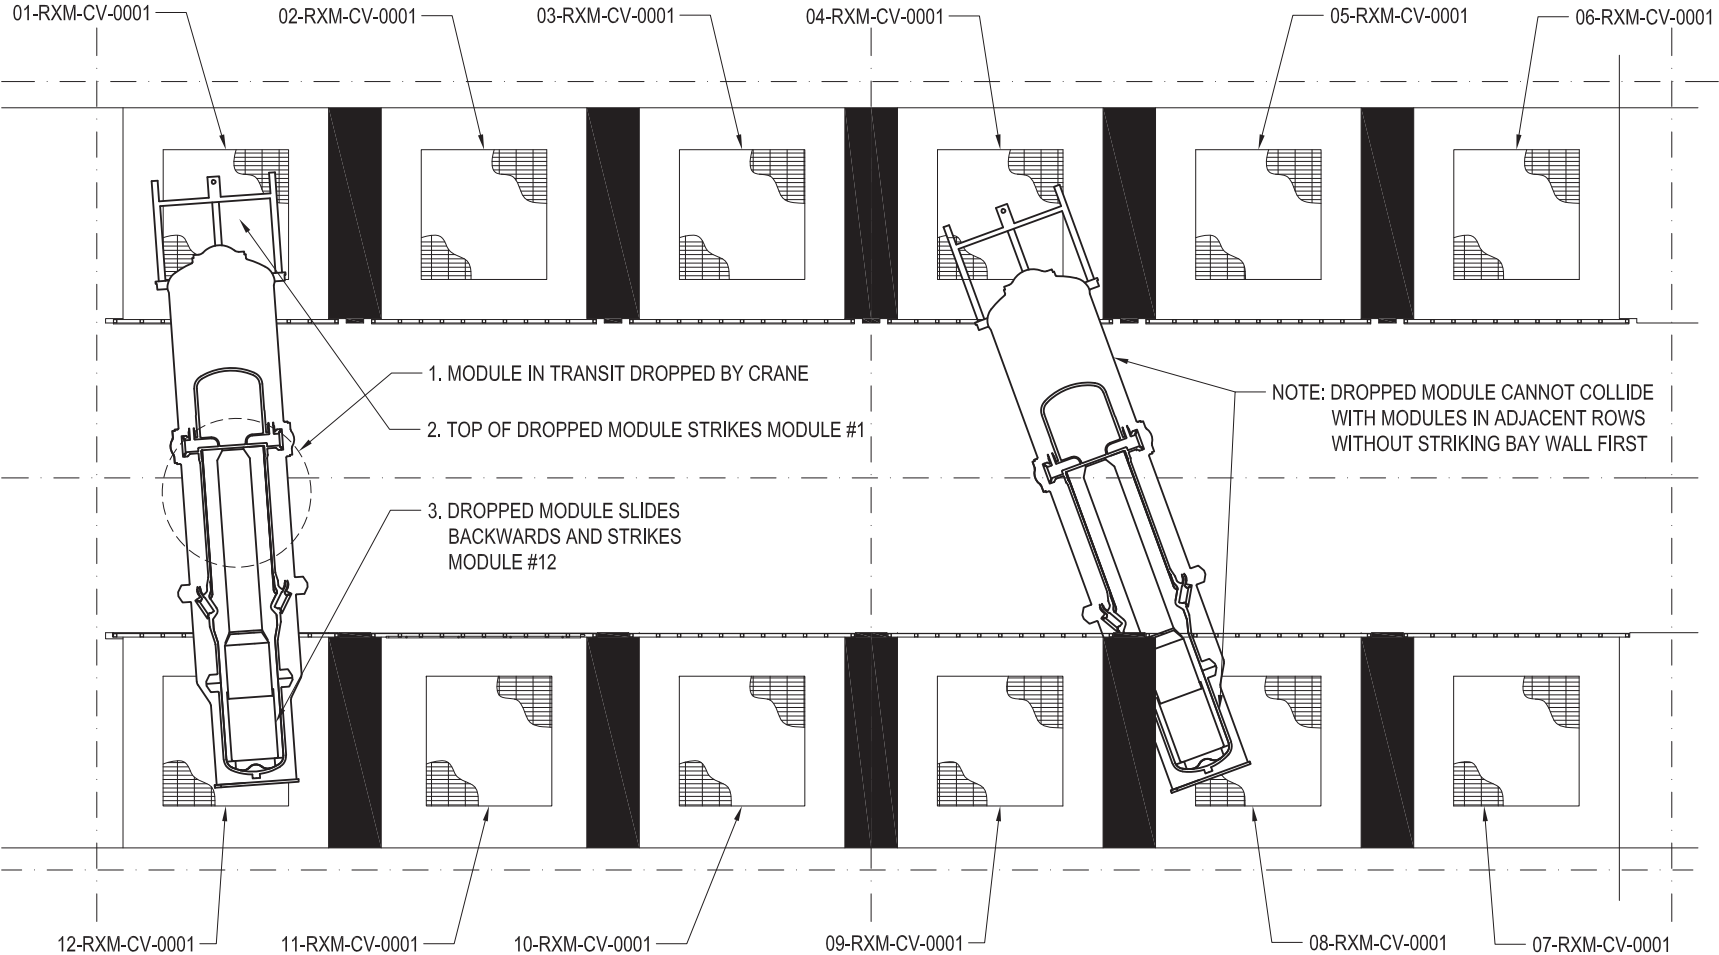 01-RXM-CV-0001
02-RXM-CV-0001
03-RXM-CV-0001
04-RXM-CV-0001
05-RXM-CV-0001
06-RXM-CV-0001
1. MODULE IN TRANSIT DROPPED BY CRANE
2. TOP OF DROPPED MODULE STRIKES MODULE #1
3. DROPPED MODULE SLIDES
BACKWARDS AND STRIKES
MODULE #12
NOTE: DROPPED MODULE CANNOT COLLIDE
WITH MODULES IN ADJACENT ROWS
WITHOUT STRIKING BAY WALL FIRST
12-RXM-CV-0001
11-RXM-CV-0001
10-RXM-CV-0001
09-RXM-CV-0001
08-RXM-CV-0001
07-RXM-CV-0001